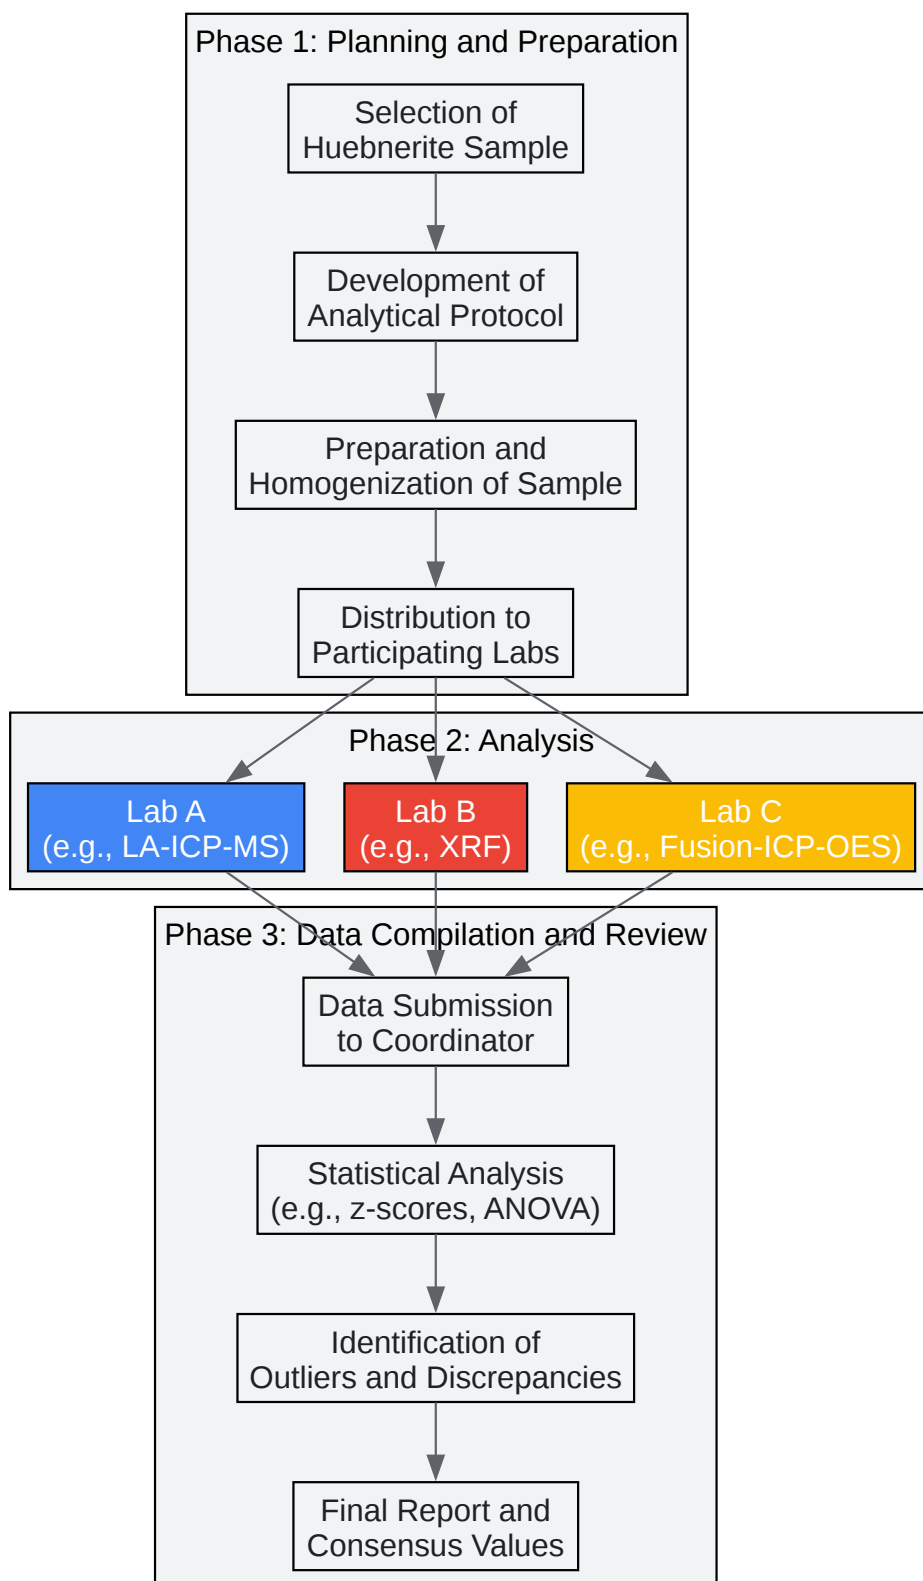 Phase 1: Planning and Preparation
Selection of
Huebnerite Sample
Development of
Analytical Protocol
Preparation and
Homogenization of Sample
Distribution to
Participating Labs
Phase 2: Analysis
Lab A
(e.g., LA-ICP-MS)
Lab B
(e.g., XRF)
Lab C
(e.g., Fusion-ICP-OES)
Phase 3: Data Compilation and Review
Data Submission
to Coordinator
Statistical Analysis
(e.g., z-scores, ANOVA)
Identification of
Outliers and Discrepancies
Final Report and
Consensus Values